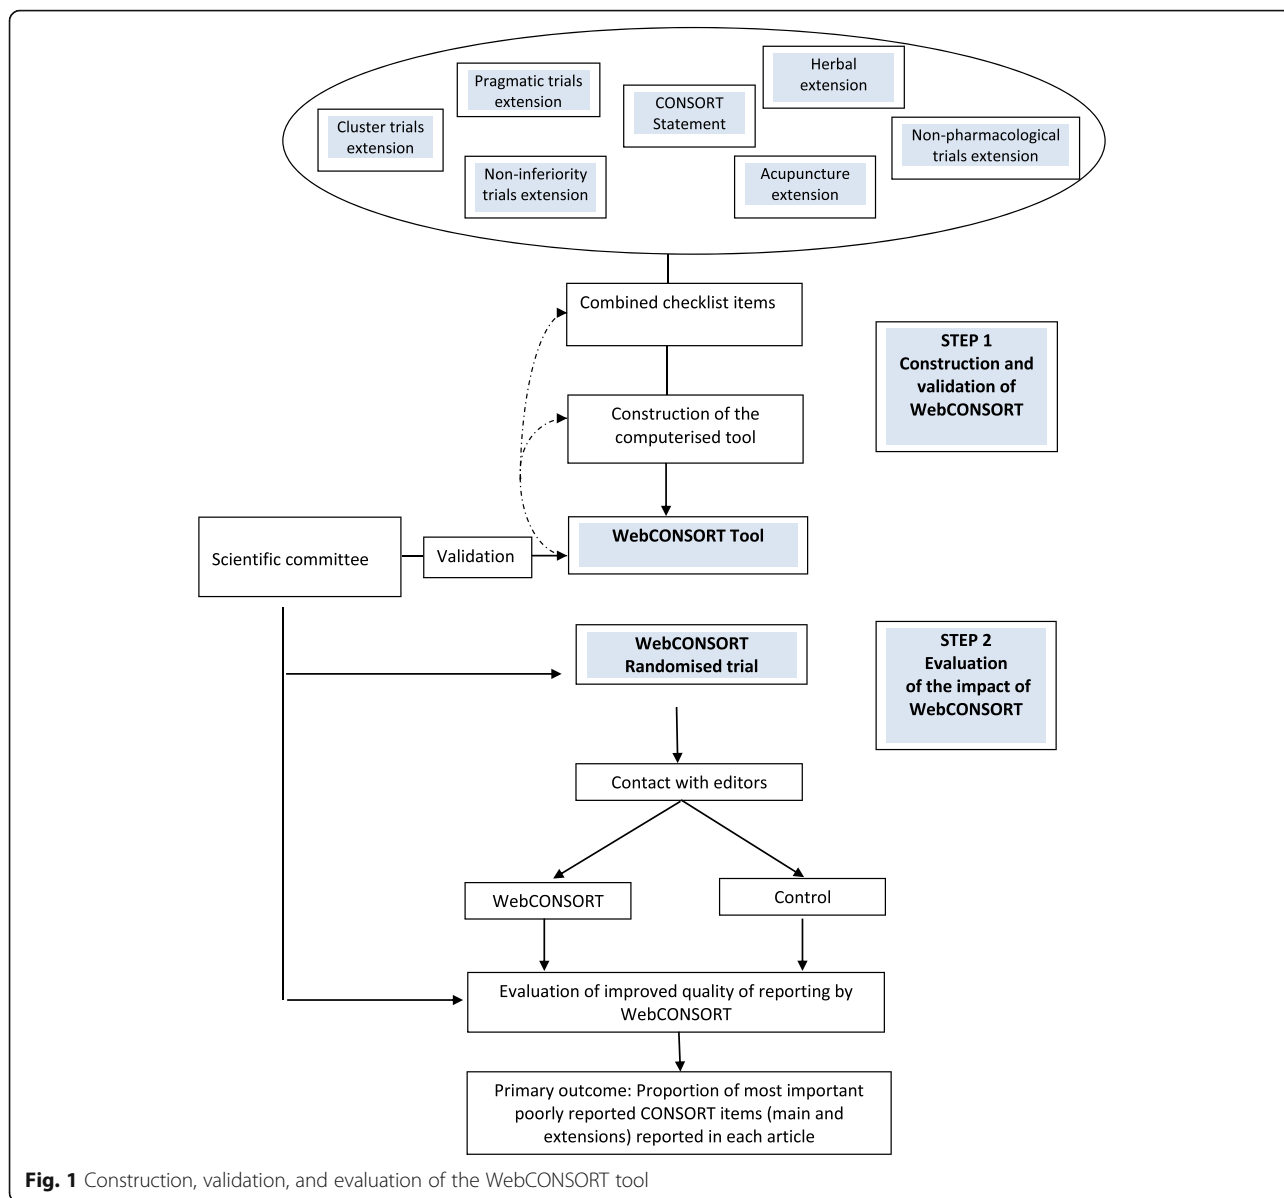 Pragmatic trials
extension
Herbal
extension
CONSORT
Statement
Cluster trials
extension
Non-pharmacological
trials extension
Non-inferiority
trials extension
Acupuncture
extension
Combined checklist items
STEP 1
Construction and
validation of
WebCONSORT
Construction of the
computerised tool
WebCONSORT Tool
Scientific committee
Validation
WebCONSORT
Randomised trial
STEP 2
Evaluation
of the impact of
WebCONSORT
Contact with editors
WebCONSORT
Control
Evaluation of improved quality of reporting by
WebCONSORT
Primary outcome: Proportion of most important
poorly reported CONSORT items (main and
extensions) reported in each article
Fig. 1 Construction, validation, and evaluation of the WebCONSORT tool